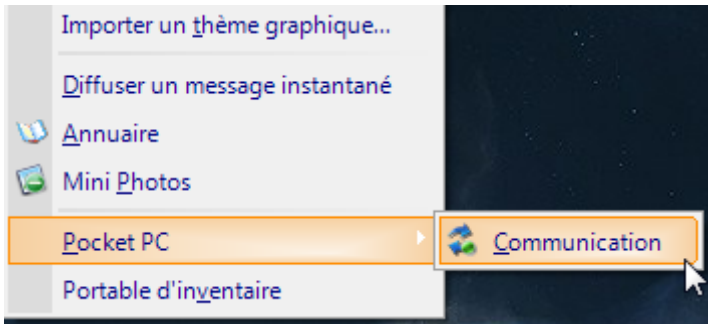 Importer un thème graphique...
Diffuser un message instantané
Annuaire
Mini Photos
Pocket PC
Communication
Portable d'inventaire